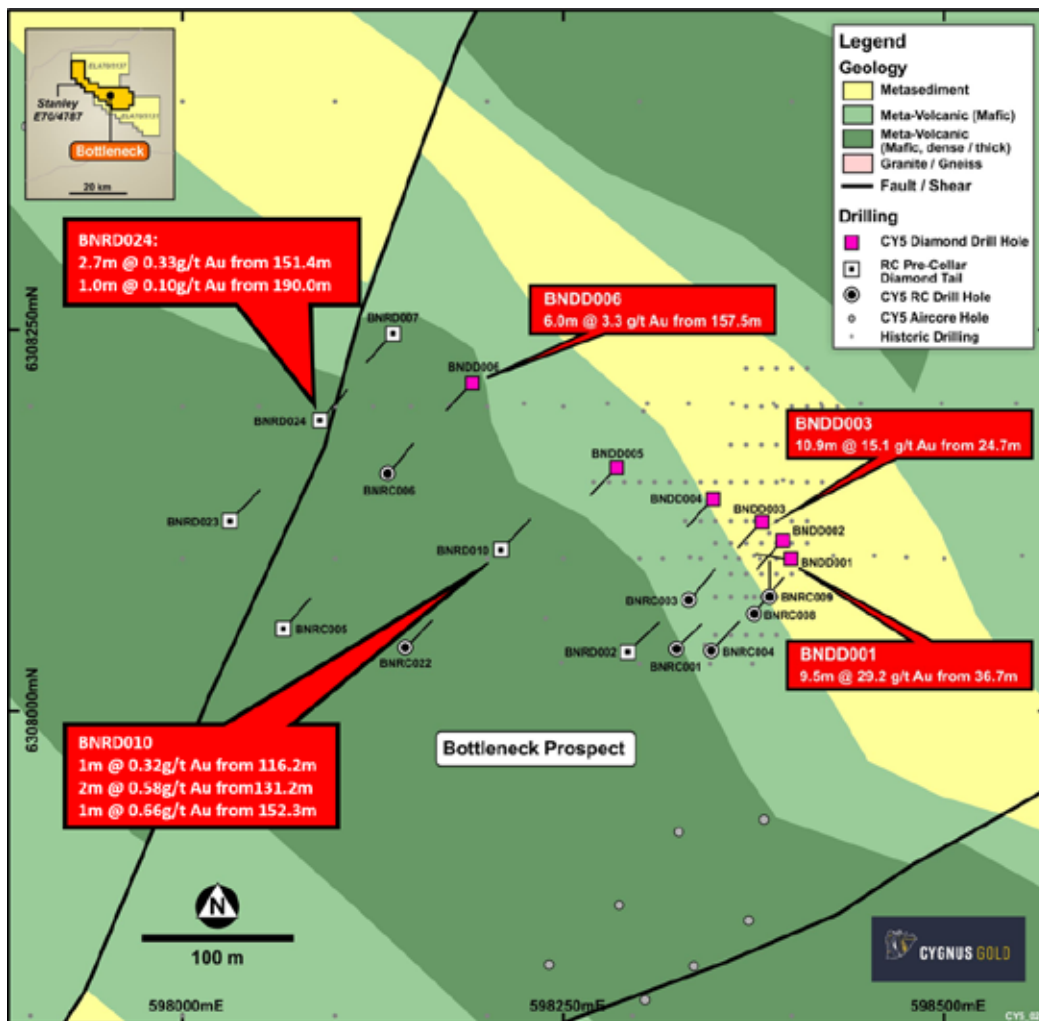 ELA70/5137
Stanley
E70/4787
ELA70/5131
Bottleneck
20 km
Legend
Geology
Metasediment
Meta-Volcanic (Mafic)
Meta-Volcanic
(Mafic, dense / thick)
Granite / Gneiss
Fault / Shear
Drilling
CY5 Diamond Drill Hole
RC Pre-Collar
Diamond Tail
CY5 RC Drill Hole
CY5 Aircore Hole
Historic Drilling
BNRD024:
2.7m @ 0.33g/t Au from 151.4m
1.0m @ 0.10g/t Au from 190.0m
BNDD006
6.0m @ 3.3 g/t Au from 157.5m
6308250mN
BNRD007
BNDD006
BNRD024
BNDD003
10.9m @ 15.1 g/t Au from 24.7m
BNDD005
BNRC006
BNDD004
BNDD003
BNRD023
BNDD002
BNRD010
BNDD001
BNRC003
BNRC009
BNRC008
BNRC005
BNRC022
BNRD002
BNRC001
BNRC004
BNDD001
9.5m @ 29.2 g/t Au from 36.7m
6308000mN
BNRD010
1m @ 0.32g/t Au from 116.2m
2m @ 0.58g/t Au from131.2m
1m @ 0.66g/t Au from 152.3m
Bottleneck Prospect
N
100 m
CYGNUS GOLD
598000mE
598250mE
598500mE